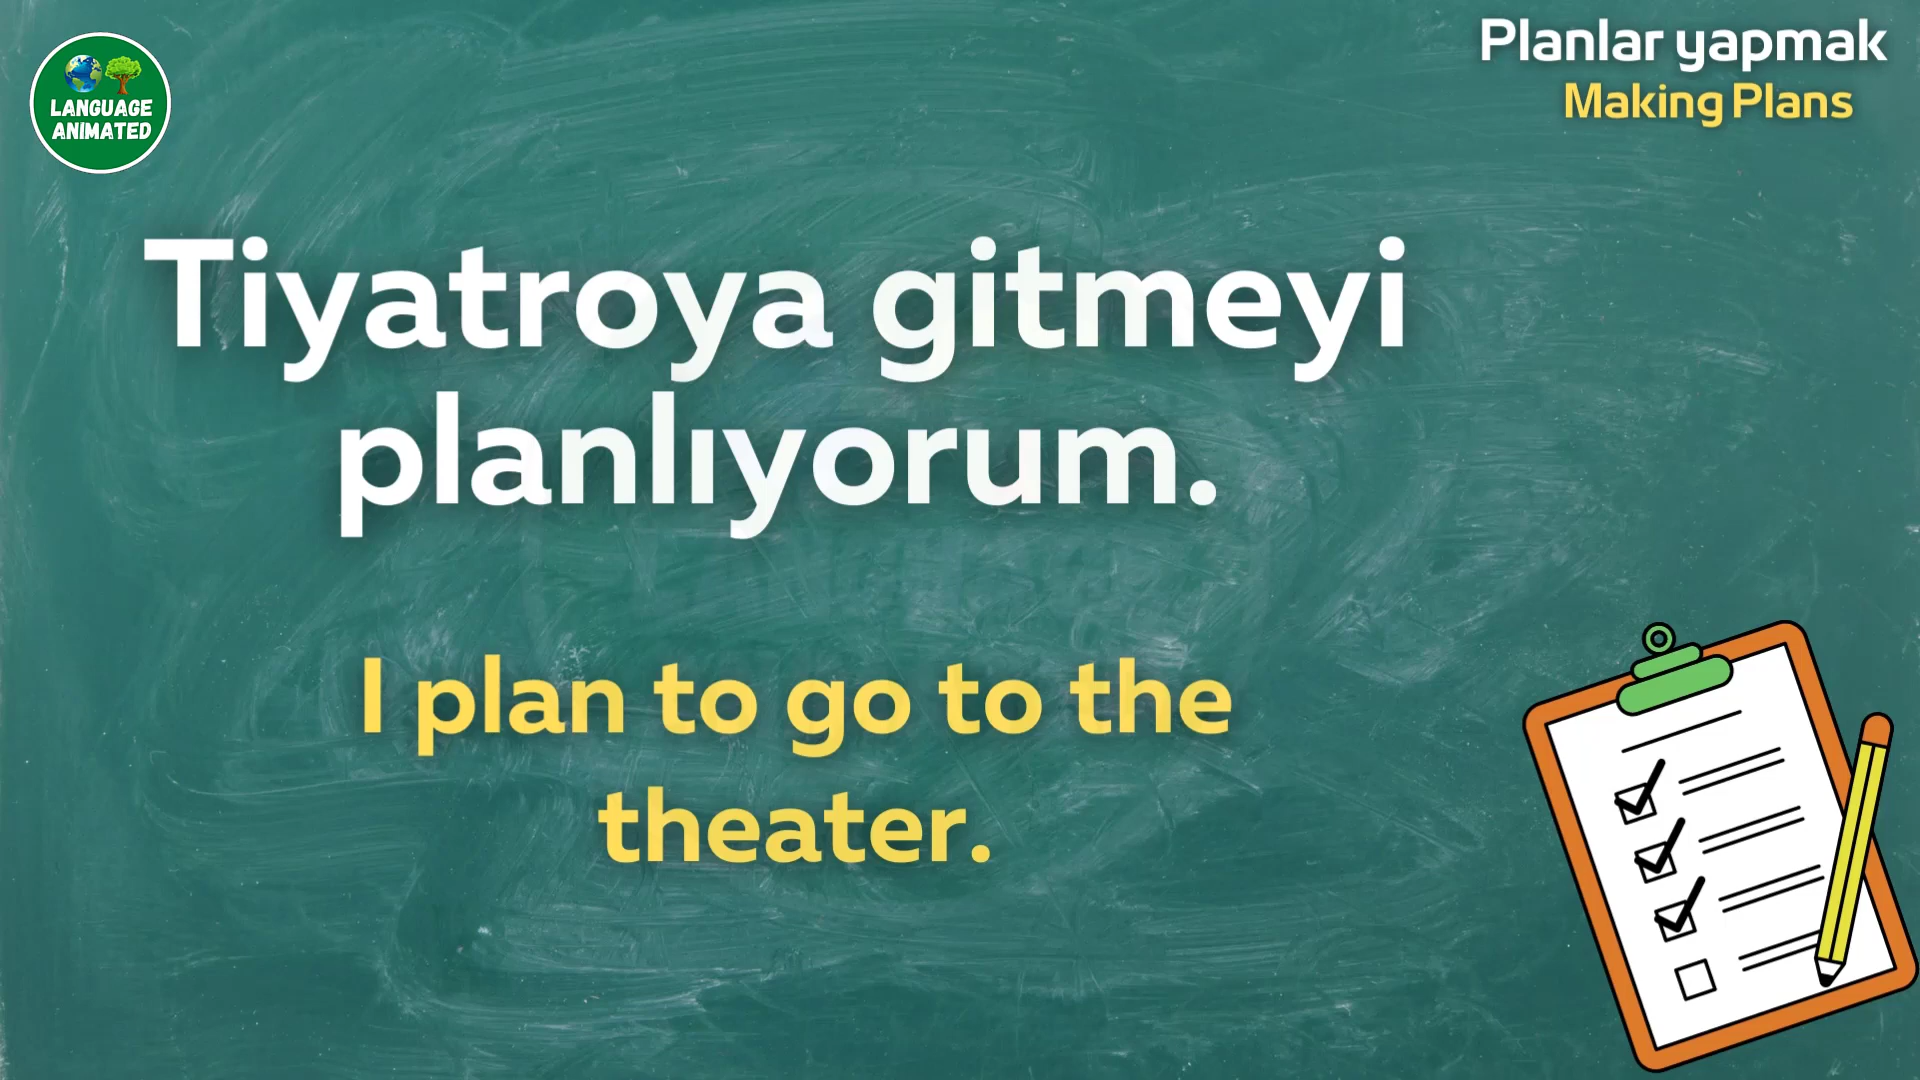 LANGUAGE
ANIMATED
Planlar yapmak
Making Plans
Tiyatroya gitmeyi
planlıyorum.
I plan to go to the
theater.